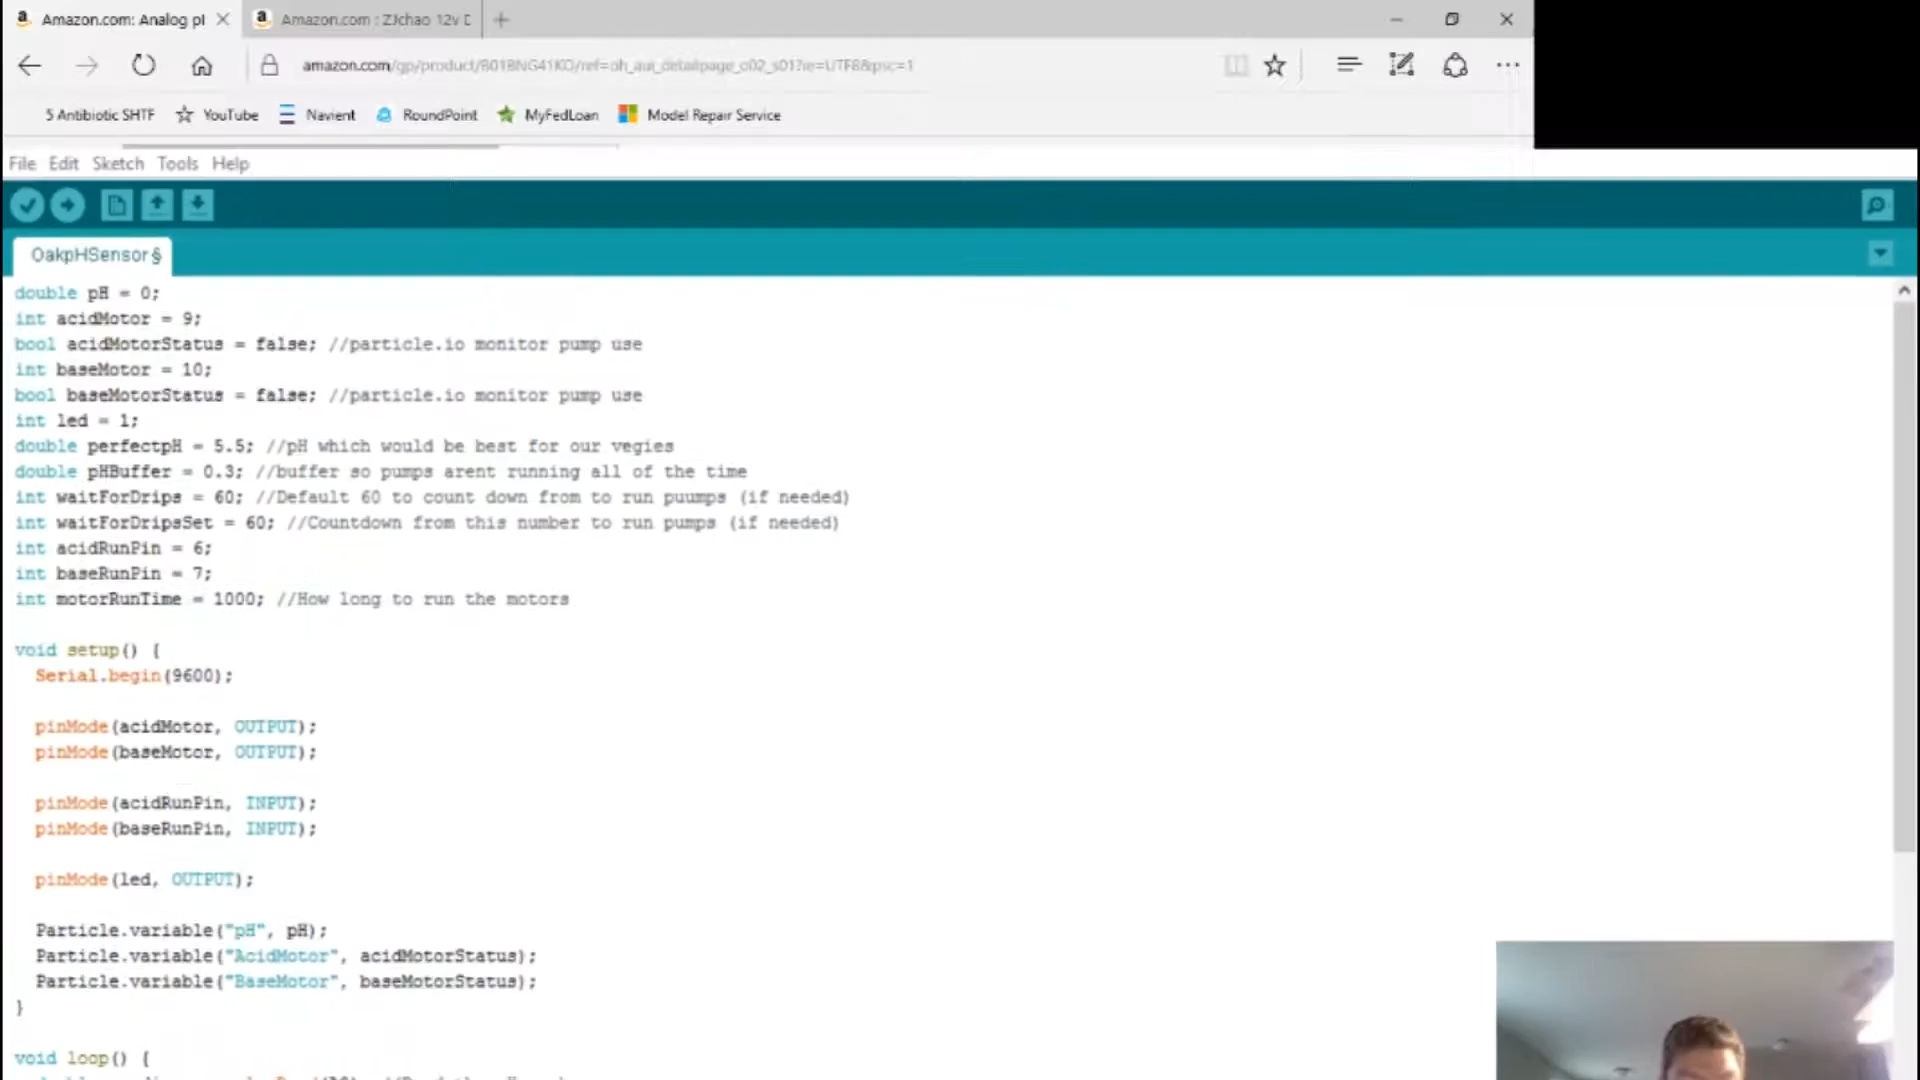 Amazon.com: Analog pl
Amazon.com : ZJchao 12v D
amazon.com/gp/product/B01BNG41KO/ref=oh_aui_detailpage_o02_s01?ie=UTF8&psc=1
5 Antibiotic SHTF YouTube Navient RoundPoint MyFedLoan Model Repair Service
File Edit Sketch Tools Help
OakpHSensor§
double pH = 0;
int acidMotor = 9;
bool acidMotorStatus = false; //particle.io monitor pump use
int baseMotor = 10;
bool baseMotorStatus = false; //particle.io monitor pump use
int led = 1;
double perfectpH = 5.5; //pH which would be best for our vegies
double pHBuffer = 0.3; //buffer so pumps arent running all of the time
int waitForDrips = 60; //Default 60 to count down from to run puumps (if needed)
int waitForDripsSet = 60; //Countdown from this number to run pumps (if needed)
int acidRunPin = 6;
int baseRunPin = 7;
int motorRunTime = 1000; //How long to run the motors
void setup() {
Serial.begin(9600);
pinMode(acidMotor, OUTPUT);
pinMode(baseMotor, OUTPUT);
pinMode(acidRunPin, INPUT);
pinMode(baseRunPin, INPUT);
pinMode(led, OUTPUT);
Particle.variable("pH", pH);
Particle.variable("AcidMotor", acidMotorStatus);
Particle.variable("BaseMotor", baseMotorStatus);
}
void loop() {